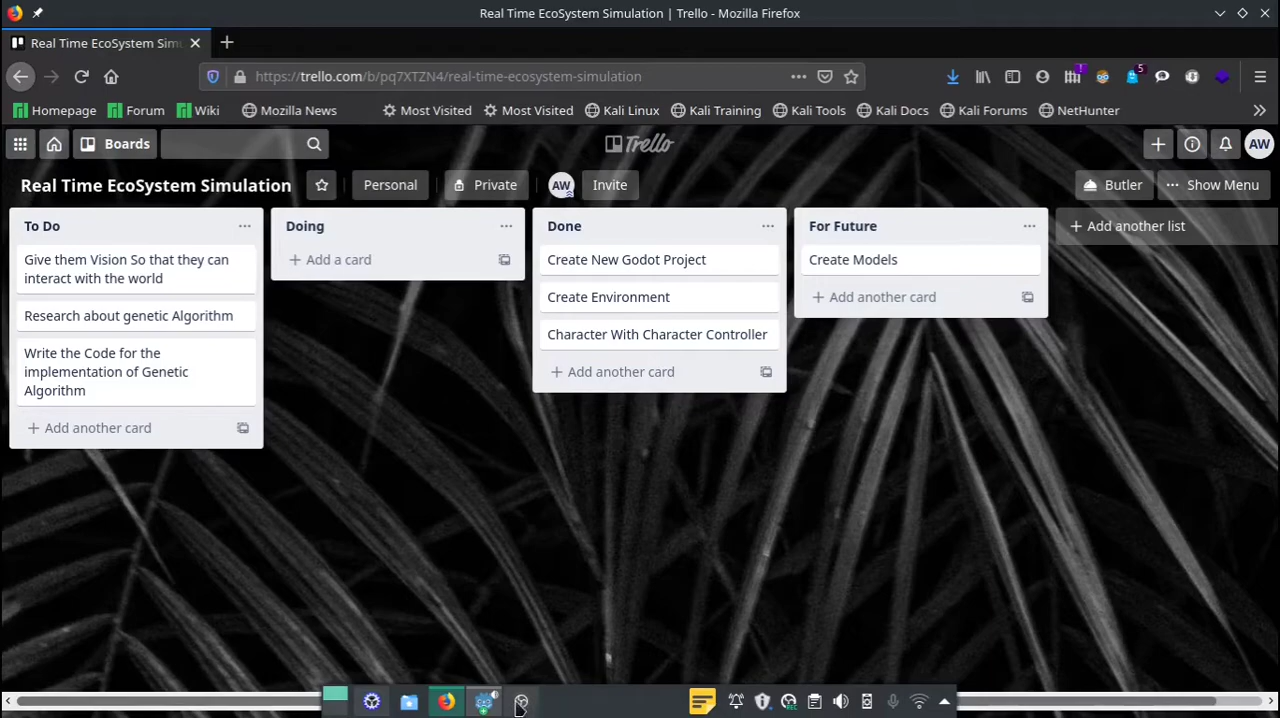 Real Time EcoSystem Simulation | Trello - Mozilla Firefox
Real Time EcoSystem Simu
https://trello.com/b/pq7XTZN4/real-time-ecosystem-simulation
! 5
Homepage Forum Wiki Mozilla News Most Visited Most Visited Kali Linux Kali Training Kali Tools Kali Docs Kali Forums NetHunter
Boards Trello AW
Real Time EcoSystem Simulation Personal Private AW Invite Butler Show Menu
To Do
Give them Vision So that they can
interact with the world
Research about genetic Algorithm
Write the Code for the
implementation of Genetic
Algorithm
Add another card
Doing
Add a card
Done
Create New Godot Project
Create Environment
Character With Character Controller
Add another card
For Future
Create Models
Add another card
Add another list